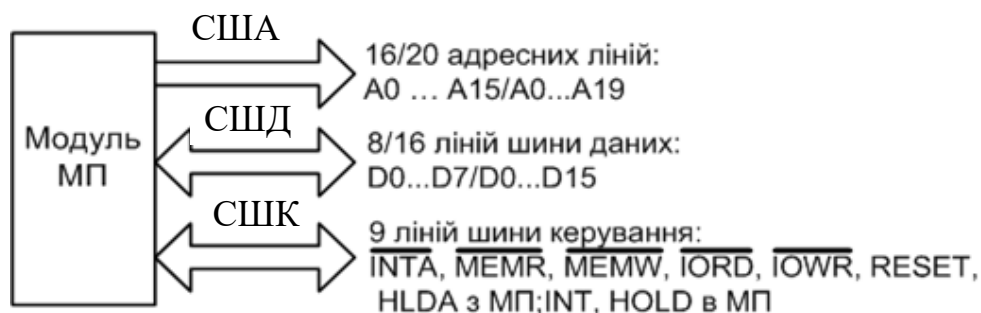 США
16/20 адресних ліній:
A0 ... A15/A0...A19
Модуль
МП
СШД
8/16 ліній шини даних:
D0...D7/D0...D15
СШК
9 ліній шини керування:
INTA, MEMR, MEMW, IORD, IOWR, RESET,
HLDA з МП;INT, HOLD в МП